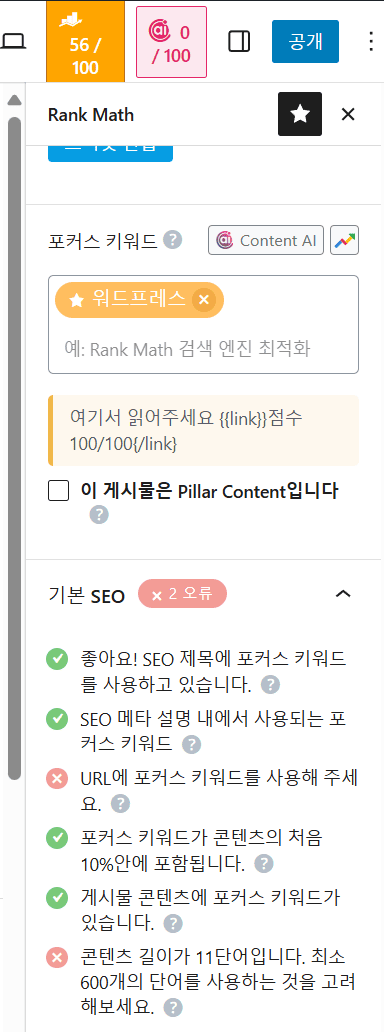 56 /
100
ai 0
/ 100
공개
Rank Math
포커스 키워드 ?
Content AI
워드프레스
예: Rank Math 검색 엔진 최적화
여기서 읽어주세요 {{link}}점수
100/100{/link}
이 게시물은 Pillar Content입니다
?
기본 SEO
2 오류
좋아요! SEO 제목에 포커스 키워드
를 사용하고 있습니다. ?
SEO 메타 설명 내에서 사용되는 포
커스 키워드 ?
URL에 포커스 키워드를 사용해 주세
요. ?
포커스 키워드가 콘텐츠의 처음
10%안에 포함됩니다. ?
게시물 콘텐츠에 포커스 키워드가
있습니다. ?
콘텐츠 길이가 11단어입니다. 최소
600개의 단어를 사용하는 것을 고려
해보세요. ?